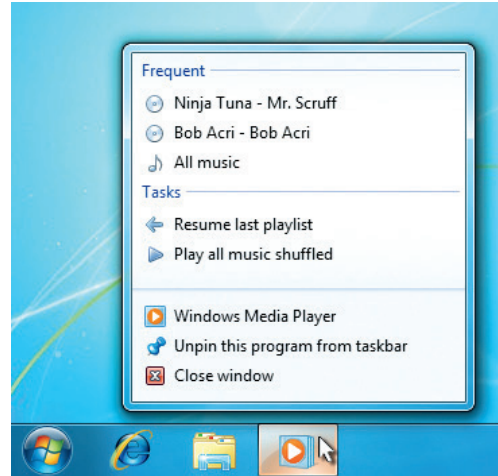 Frequent
Ninja Tuna - Mr. Scruff
Bob Acri - Bob Acri
All music
Tasks
Resume last playlist
Play all music shuffled
Windows Media Player
Unpin this program from taskbar
Close window